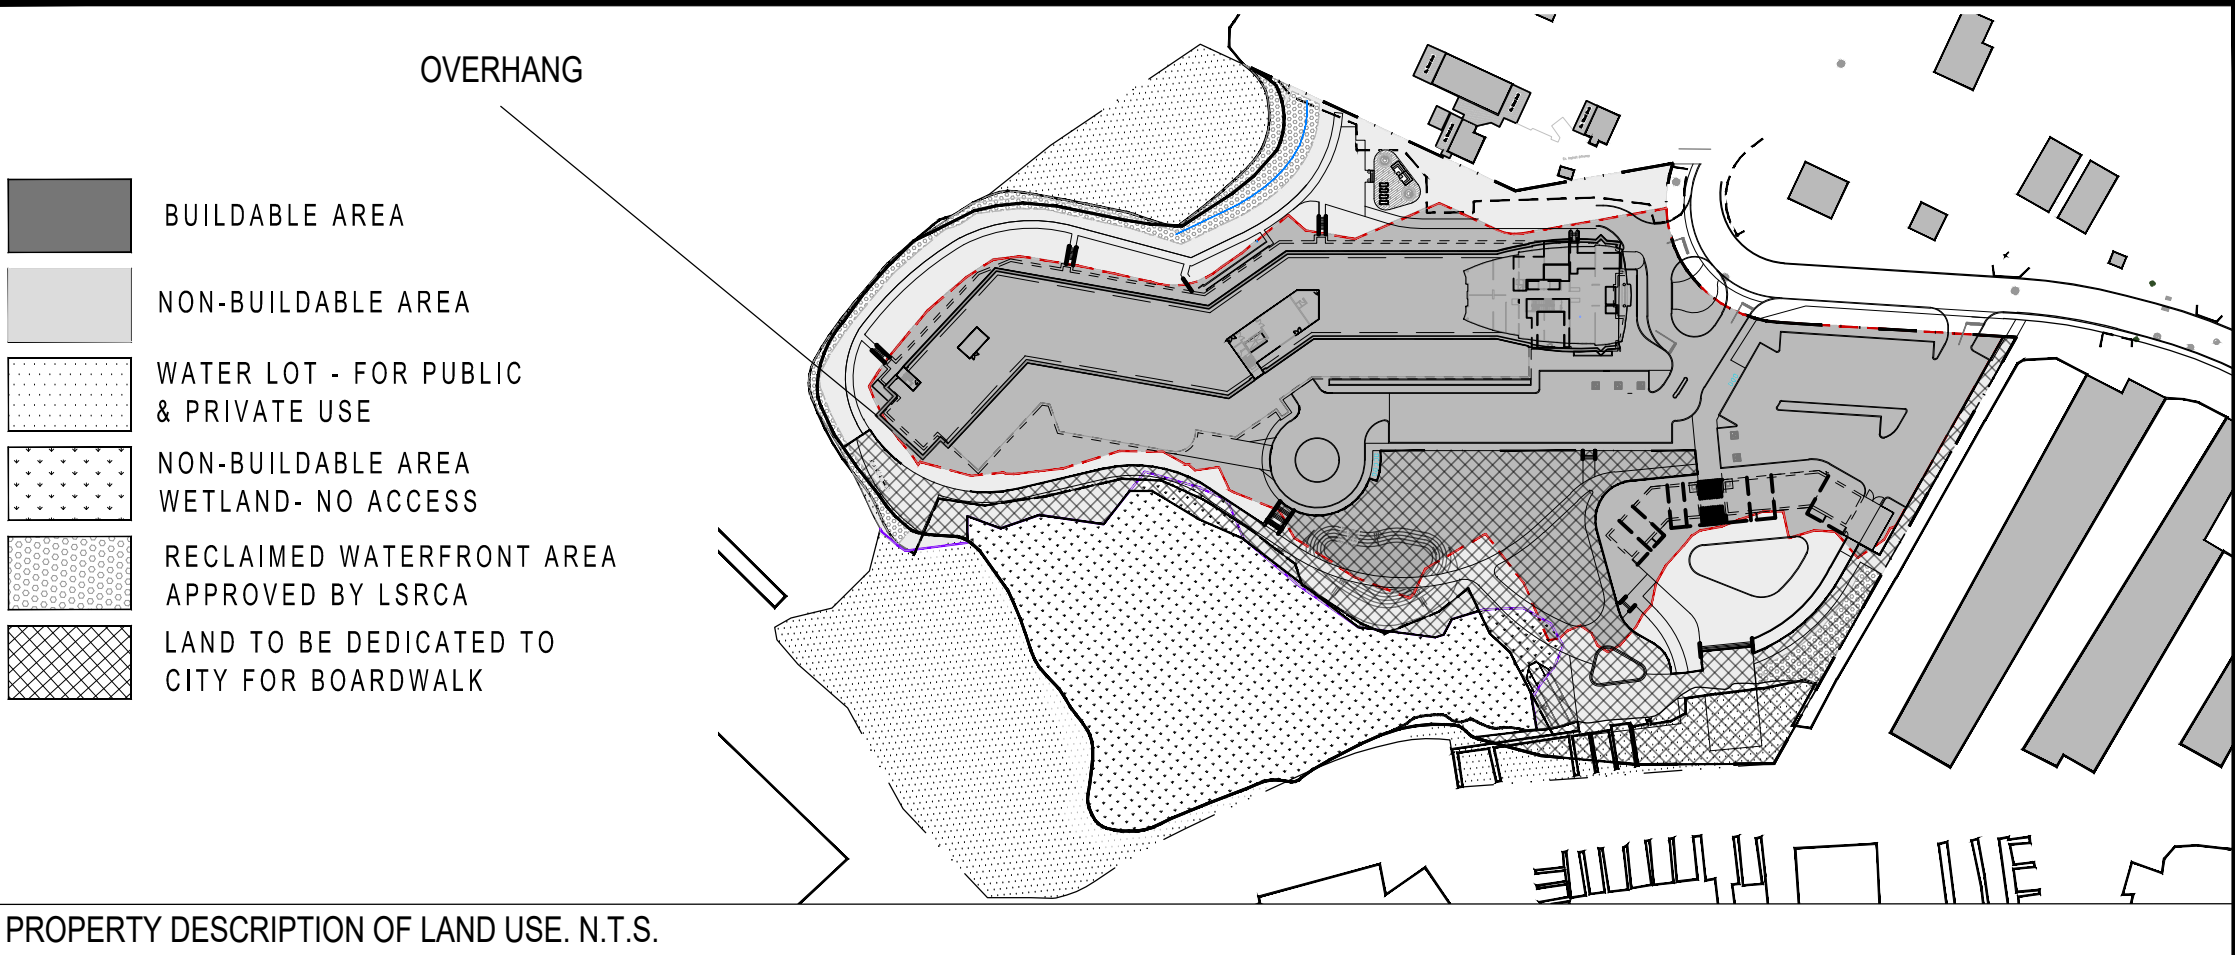 OVERHANG
BUILDABLE AREA
NON-BUILDABLE AREA
WATER LOT - FOR PUBLIC
& PRIVATE USE
NON-BUILDABLE AREA
WETLAND- NO ACCESS
RECLAIMED WATERFRONT AREA
APPROVED BY LSRCA
LAND TO BE DEDICATED TO
CITY FOR BOARDWALK
PROPERTY DESCRIPTION OF LAND USE. N.T.S.